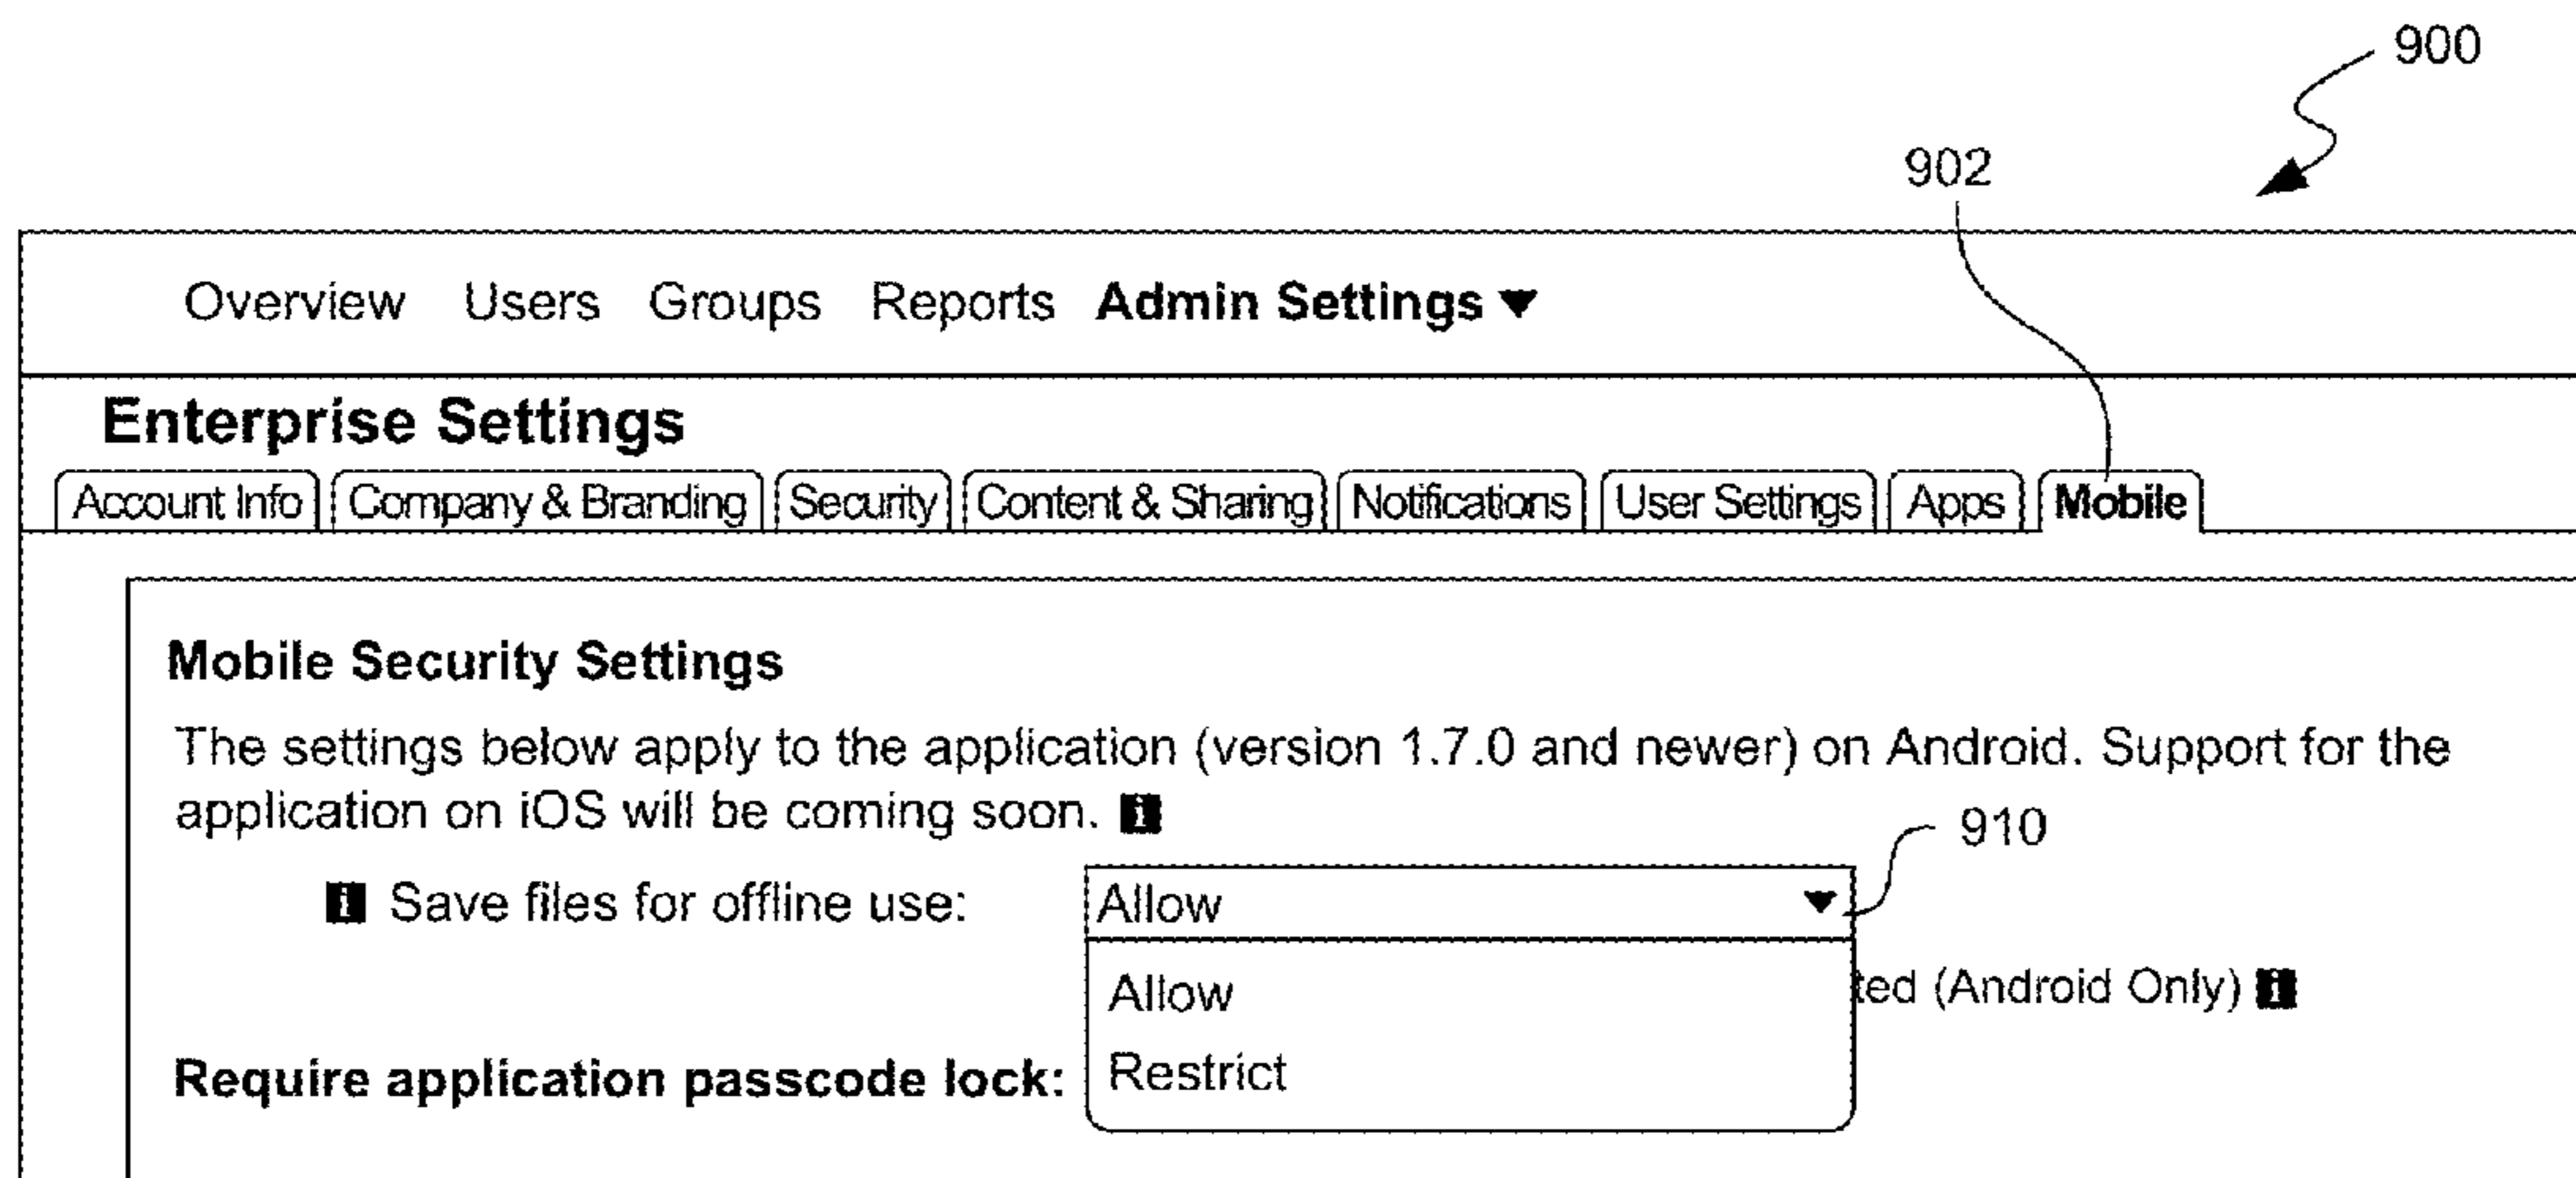 900
902
Overview Users Groups Reports Admin Settings
Enterprise Settings
Account Info Company & Branding Security Content & Sharing Notifications User Settings Apps Mobile
Mobile Security Settings
The settings below apply to the application (version 1.7.0 and newer) on Android. Support for the
application on iOS will be coming soon. i
910
i Save files for offline use: Allow
Allow
ted (Android Only) i
Require application passcode lock: Restrict